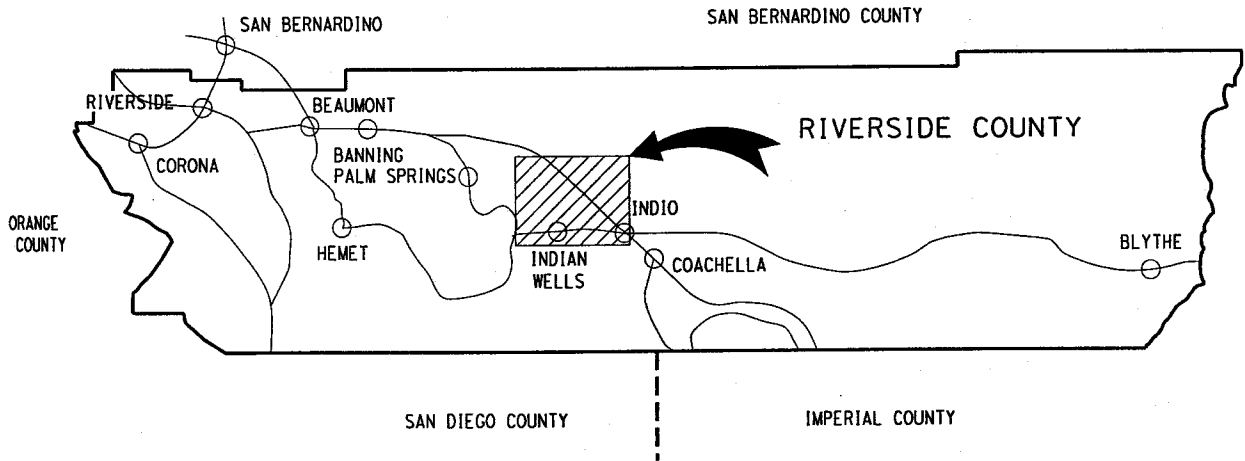 SAN BERNARDINO COUNTY
SAN BERNARDINO
RIVERSIDE
BEAUMONT
RIVERSIDE COUNTY
CORONA
BANNING
PALM SPRINGS
INDIO
ORANGE
COUNTY
HEMET
INDIAN
WELLS
COACHELLA
BLYTHE
SAN DIEGO COUNTY
IMPERIAL COUNTY